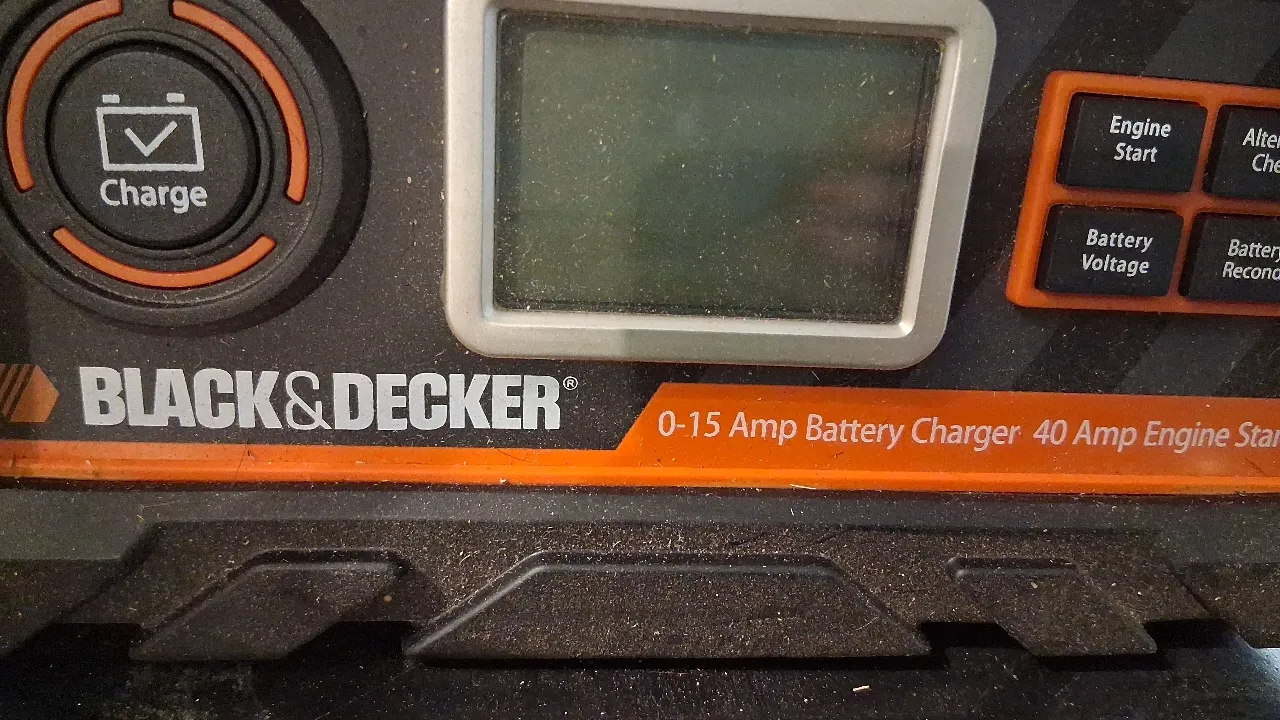 Charge
Engine
Start
Battery
Voltage
BLACK&DECKER®
0-15 Amp Battery Charger 40 Amp Engine